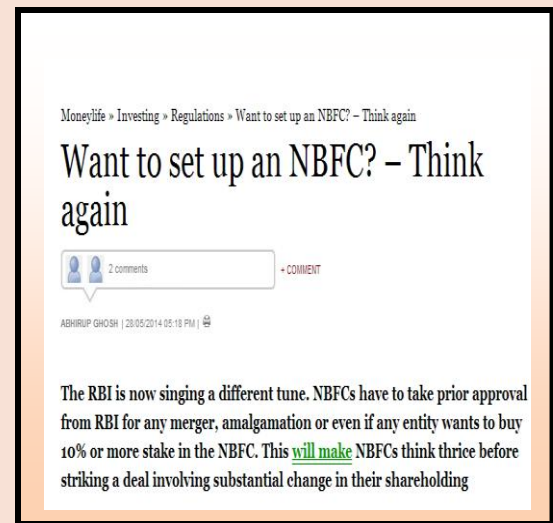 Moneylife » Investing » Regulations » Want to set up an NBFC? – Think again
Want to set up an NBFC? – Think
again
2 comments
+ COMMENT
ABHIRUP GHOSH | 28/05/2014 05:18 PM |
The RBI is now singing a different tune. NBFCs have to take prior approval
from RBI for any merger, amalgamation or even if any entity wants to buy
10% or more stake in the NBFC. This will make NBFCs think thrice before
striking a deal involving substantial change in their shareholding